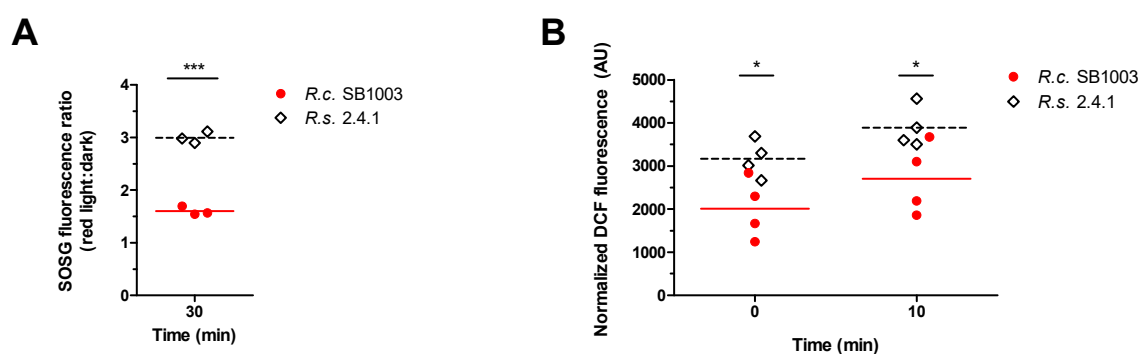 A
***
SOSG fluorescence ratio
(red light:dark)
4
3
2
1
0
30
Time (min)
R.c. SB1003
R.s. 2.4.1
B
*
*
Normalized DCF fluorescence (AU)
5000
4000
3000
2000
1000
0
0
10
Time (min)
R.c. SB1003
R.s. 2.4.1